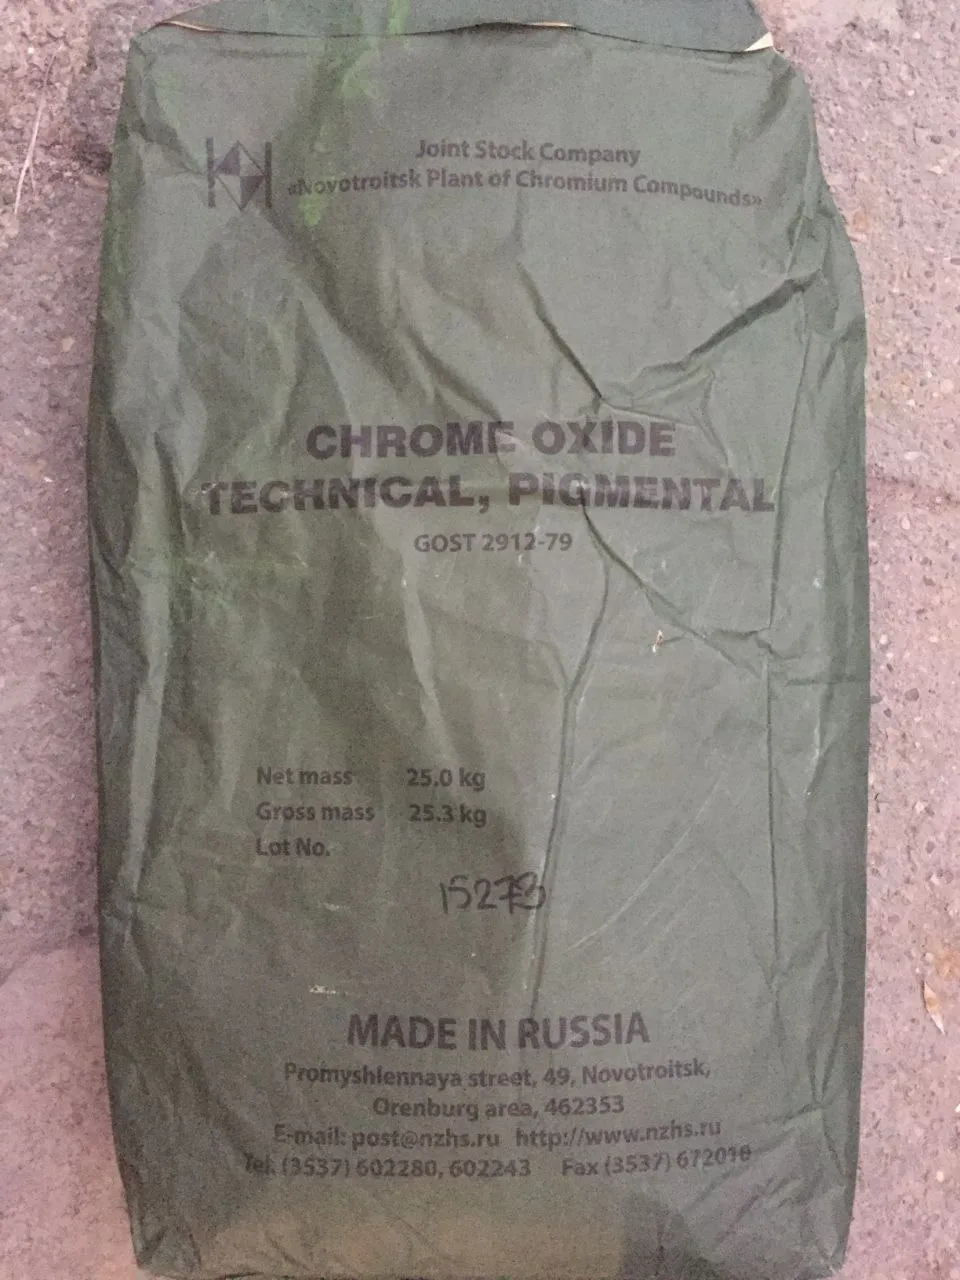 Joint Stock Company
«Novotroitsk Plant of Chromium Compounds»
CHROME OXIDE
TECHNICAL, PIGMENTAL
GOST 2912-79
Net mass 25.0 kg
Gross mass 25.3 kg
Lot No.
15273
MADE IN RUSSIA
Promyshlennaya street, 49, Novotroitsk,
Orenburg area, 462353
E-mail: post@nzhs.ru http://www.nzhs.ru
Tel. (3537) 602280, 602243 Fax (3537) 672010